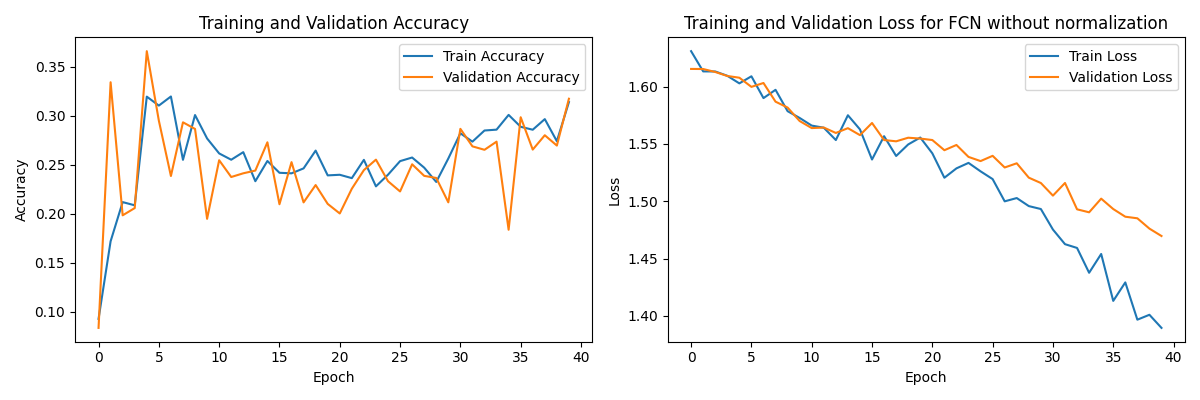 Training and Validation Accuracy
Train Accuracy
Validation Accuracy
0.35
0.30
0.25
0.20
0.15
0.10
Accuracy
0 5 10 15 20 25 30 35 40
Epoch
Training and Validation Loss for FCN without normalization
Train Loss
Validation Loss
1.60
1.55
1.50
1.45
1.40
Loss
0 5 10 15 20 25 30 35 40
Epoch